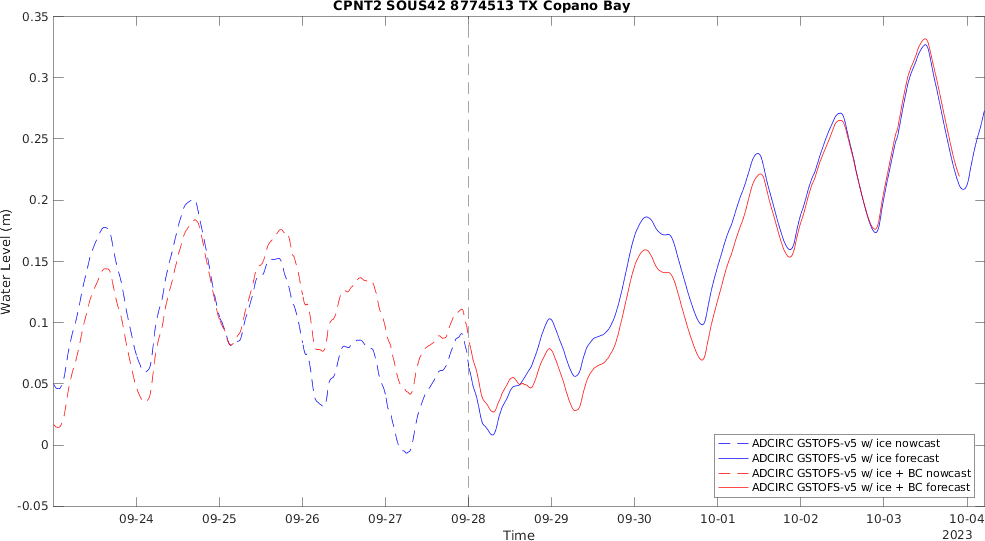 CPNT2 SOUS42 8774513 TX Copano Bay
0.35
0.3
0.25
0.2
0.15
0.1
0.05
0
-0.05
Water Level (m)
09-24 09-25 09-26 09-27 09-28 09-29 09-30 10-01 10-02 10-03 10-04
Time
2023
ADCIRC GSTOFS-v5 w/ ice nowcast
ADCIRC GSTOFS-v5 w/ ice forecast
ADCIRC GSTOFS-v5 w/ ice + BC nowcast
ADCIRC GSTOFS-v5 w/ ice + BC forecast